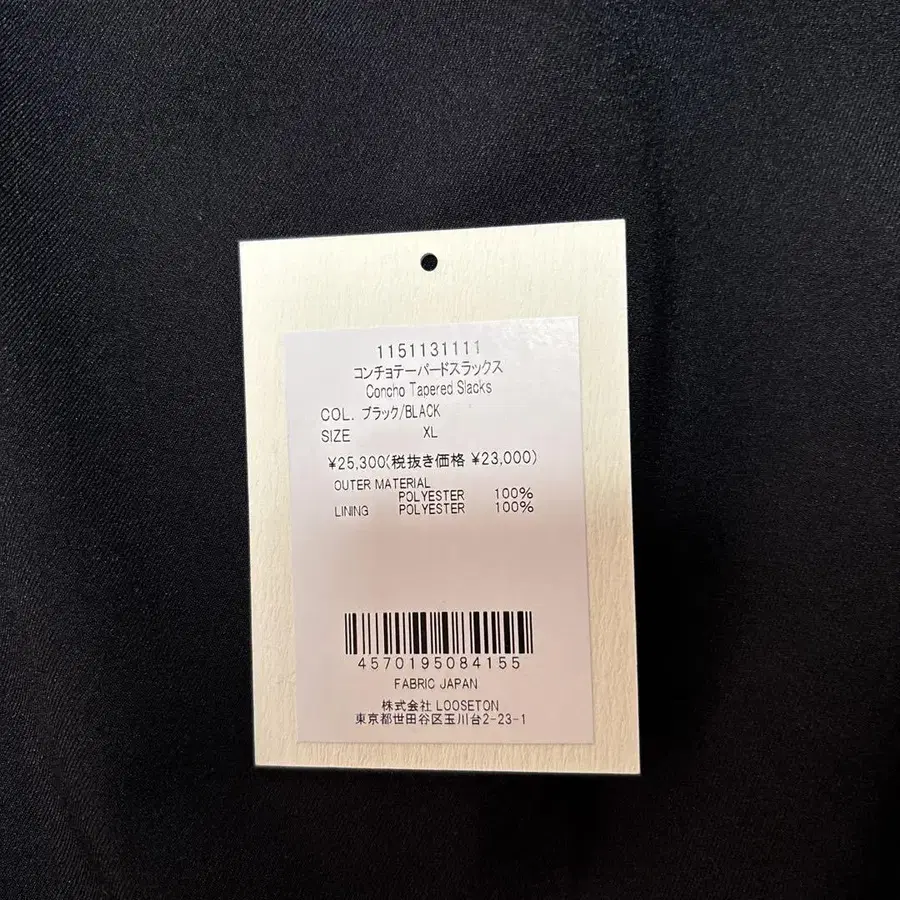 1151131111
コンチョテーパードスラックス
Concho Tapered Slacks
COL. ブラック/BLACK
SIZE XL
¥25,300(税抜き価格 ¥23,000)
OUTER MATERIAL
POLYESTER 100%
LINING POLYESTER 100%
4570195084155
FABRIC JAPAN
株式会社 LOOSETON
東京都世田谷区玉川台2-23-1